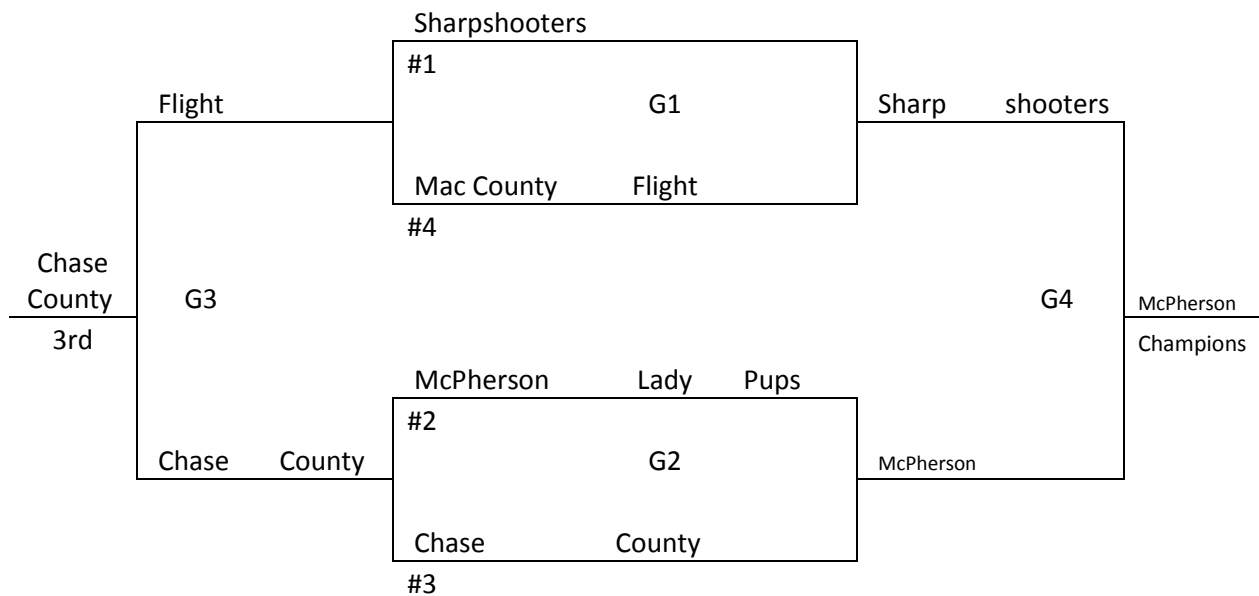 Sharpshooters
#1
Flight G1 Sharp shooters
Mac County Flight
#4
Chase
County G3 G4 McPherson
3rd Champions
McPherson Lady Pups
#2
Chase County G2 McPherson
Chase County
#3